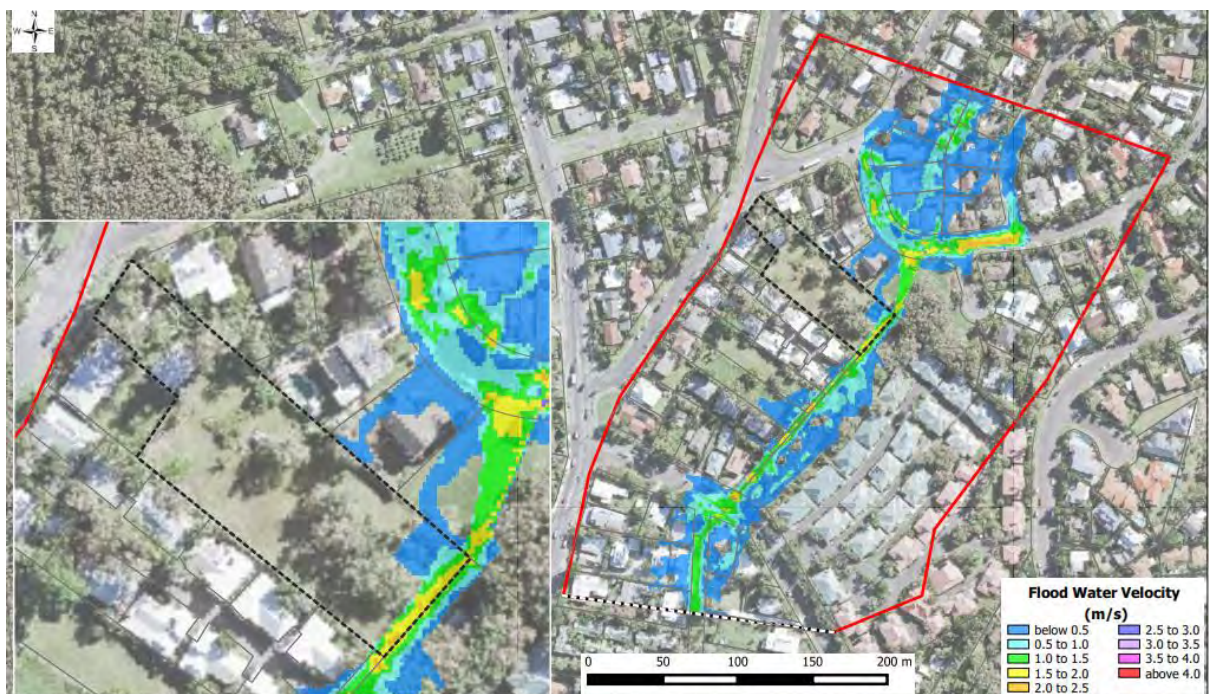 N
W E
S
Flood Water Velocity
(m/s)
below 0.5
0.5 to 1.0
1.0 to 1.5
1.5 to 2.0
2.0 to 2.5
2.5 to 3.0
3.0 to 3.5
3.5 to 4.0
above 4.0
0 50 100 150 200 m